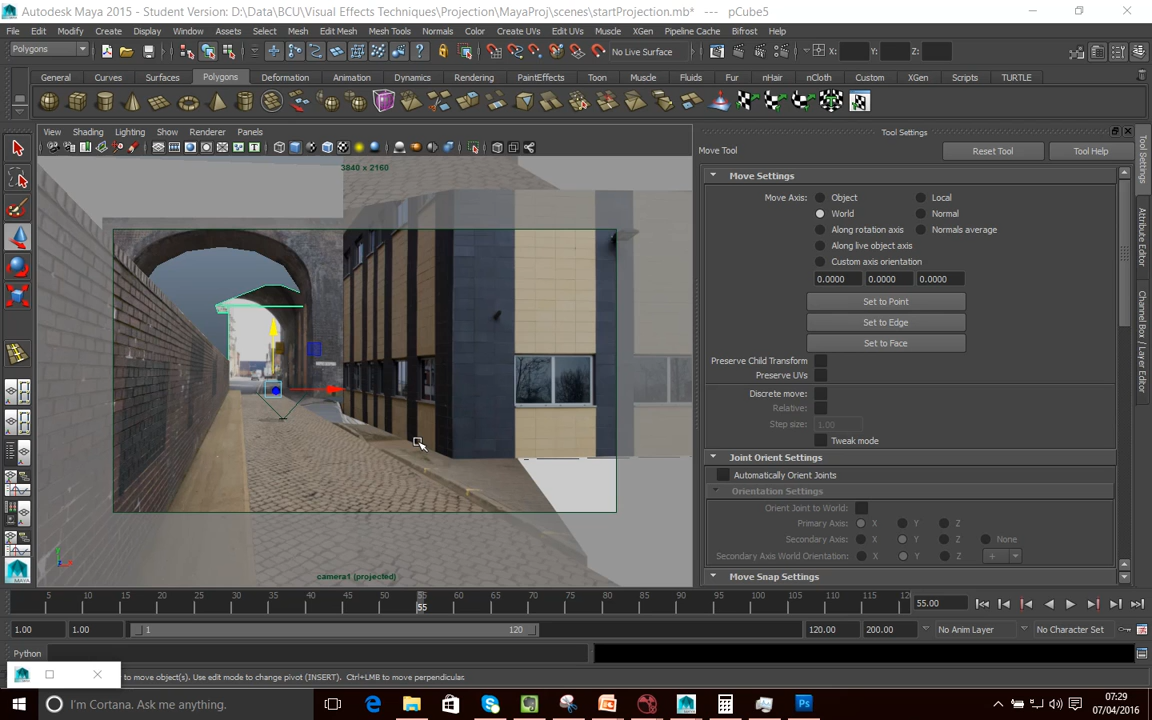 Autodesk Maya 2015 - Student Version: D:\Data\BCU\Visual Effects Techniques\Projection\MayaProj\scenes\startProjection.mb* --- pCube5
File Edit Modify Create Display Window Assets Select Mesh Edit Mesh Mesh Tools Normals Color Create UVs Edit UVs Muscle XGen Pipeline Cache Bifrost Help
Polygons No Live Surface X: Y: Z:
General Curves Surfaces Polygons Deformation Animation Dynamics Rendering PaintEffects Toon Muscle Fluids Fur nHair nCloth Custom XGen Scripts TURTLE
View Shading Lighting Show Renderer Panels
Tool Settings
Move Tool Reset Tool Tool Help
3840 x 2160
Move Settings
Move Axis: Object Local
World Normal
Along rotation axis Normals average
Along live object axis
Custom axis orientation
0.0000 0.0000 0.0000
Set to Point
Set to Edge
Set to Face
Preserve Child Transform
Preserve UVs
Discrete move:
Relative:
Step size: 1.00
Tweak mode
Joint Orient Settings
Automatically Orient Joints
Orientation Settings
Orient Joint to World:
Primary Axis: X Y Z
Secondary Axis: X Y Z None
Secondary Axis World Orientation: X Y Z +
Move Snap Settings
Tool Settings
Attribute Editor
Channel Box / Layer Editor
camera1 (projected)
5 10 15 20 25 30 35 40 45 50 55 60 65 70 75 80 85 90 95 100 105 110 115 12
55
55.00
1.00 1.00 1 120 120.00 200.00 No Anim Layer No Character Set
Python
to move object(s). Use edit mode to change pivot (INSERT). Ctrl+LMB to move perpendicular.
I'm Cortana. Ask me anything.
07:29
07/04/2016